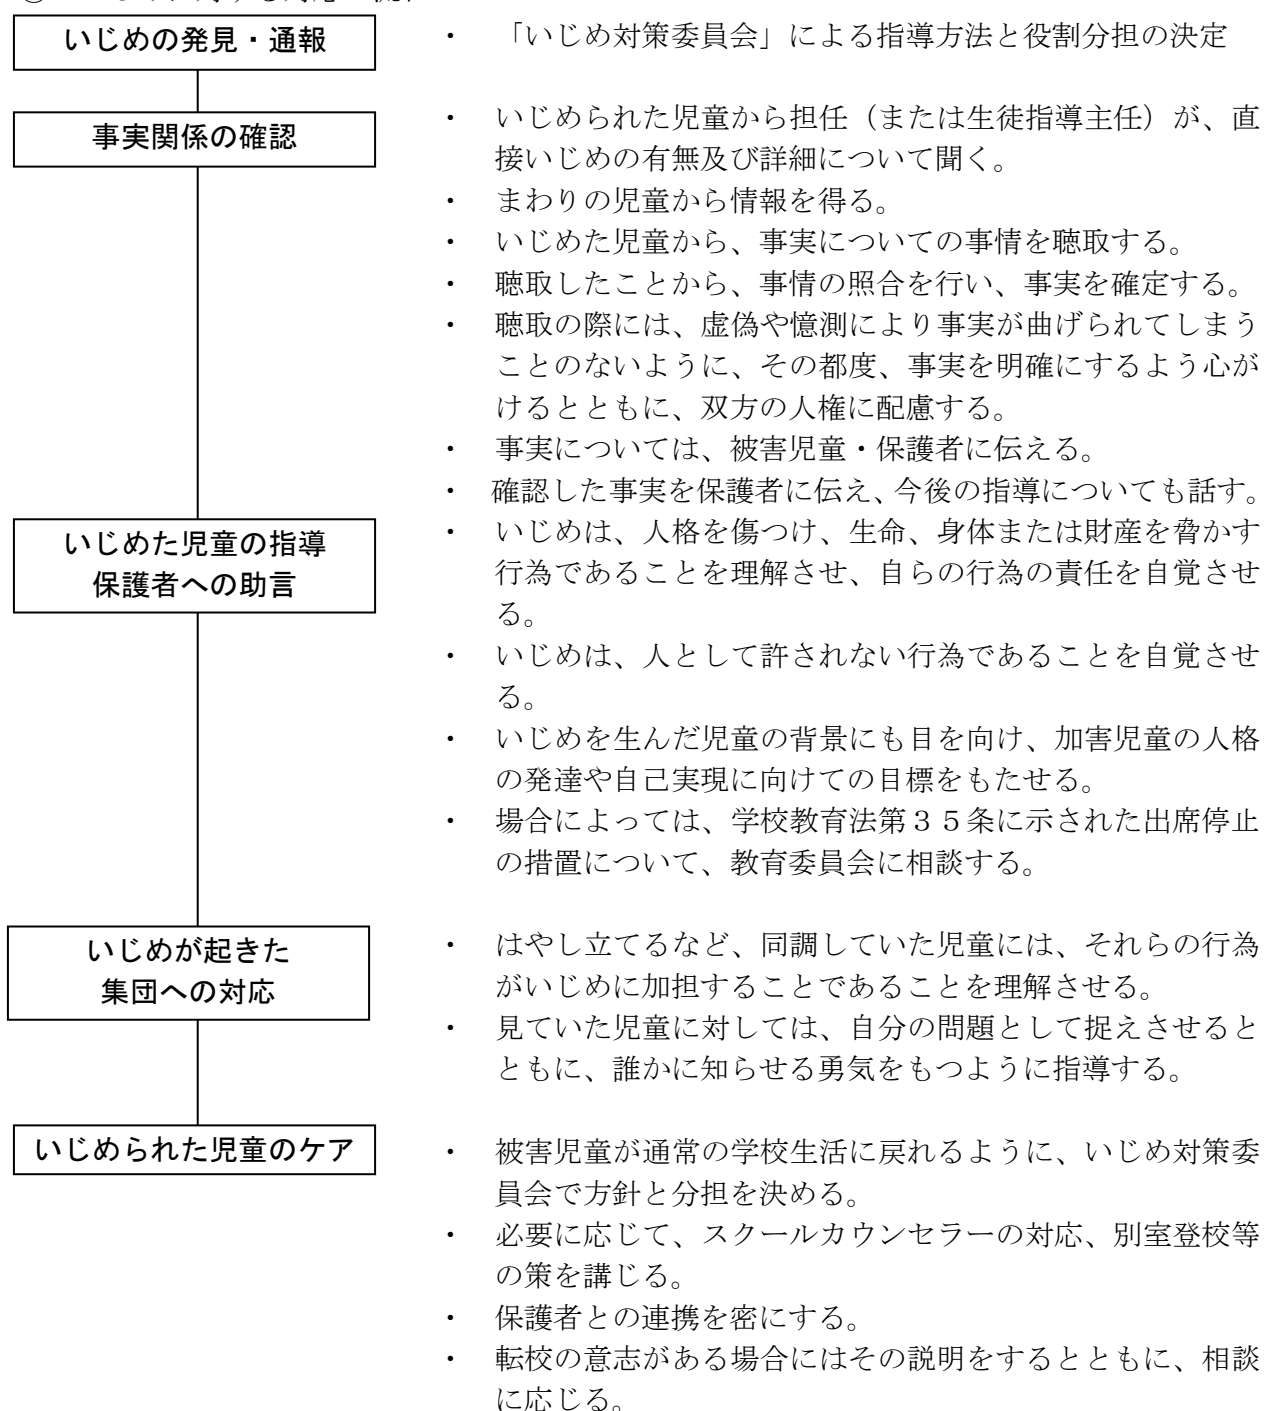 いじめの発見・通報
・ 「いじめ対策委員会」による指導方法と役割分担の決定
事実関係の確認
・ いじめられた児童から担任(または生徒指導主任)が、直
接いじめの有無及び詳細について聞く。
・ まわりの児童から情報を得る。
・ いじめた児童から、事実についての事情を聴取する。
・ 聴取したことから、事情の照合を行い、事実を確定する。
・ 聴取の際には、虚偽や憶測により事実が曲げられてしまう
ことのないように、その都度、事実を明確にするよう心が
けるとともに、双方の人権に配慮する。
・ 事実については、被害児童・保護者に伝える。
・ 確認した事実を保護者に伝え、今後の指導についても話す。
いじめた児童の指導
保護者への助言
・ いじめは、人格を傷つけ、生命、身体または財産を脅かす
行為であることを理解させ、自らの行為の責任を自覚させ
る。
・ いじめは、人として許されない行為であることを自覚させ
る。
・ いじめを生んだ児童の背景にも目を向け、加害児童の人格
の発達や自己実現に向けての目標をもたせる。
・ 場合によっては、学校教育法第35条に示された出席停止
の措置について、教育委員会に相談する。
いじめが起きた
集団への対応
・ はやし立てるなど、同調していた児童には、それらの行為
がいじめに加担することであることを理解させる。
・ 見ていた児童に対しては、自分の問題として捉えさせると
ともに、誰かに知らせる勇気をもつように指導する。
いじめられた児童のケア
・ 被害児童が通常の学校生活に戻れるように、いじめ対策委
員会で方針と分担を決める。
・ 必要に応じて、スクールカウンセラーの対応、別室登校等
の策を講じる。
・ 保護者との連携を密にする。
・ 転校の意志がある場合にはその説明をするとともに、相談
に応じる。